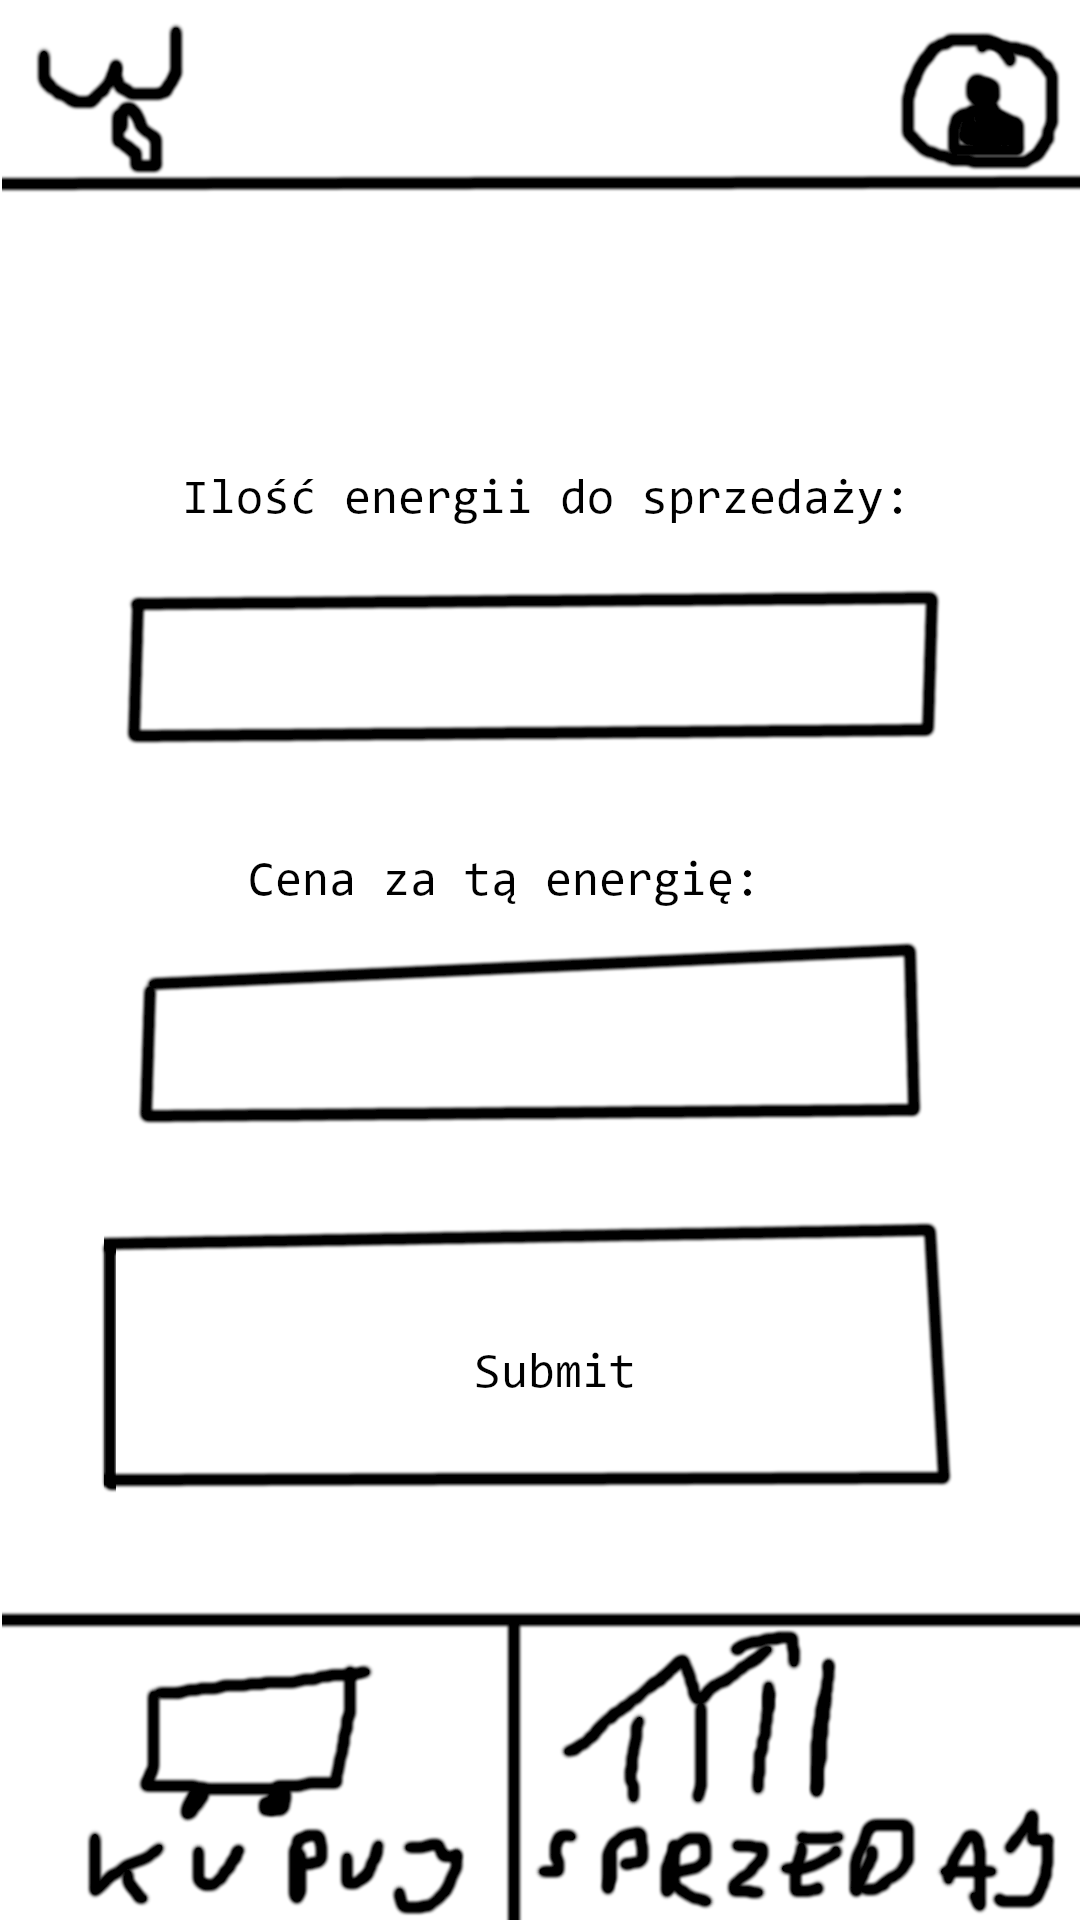 Ilość energii do sprzedaży:
Cena za tą energię:
Submit
KUPUJ
SPRZEDAJ